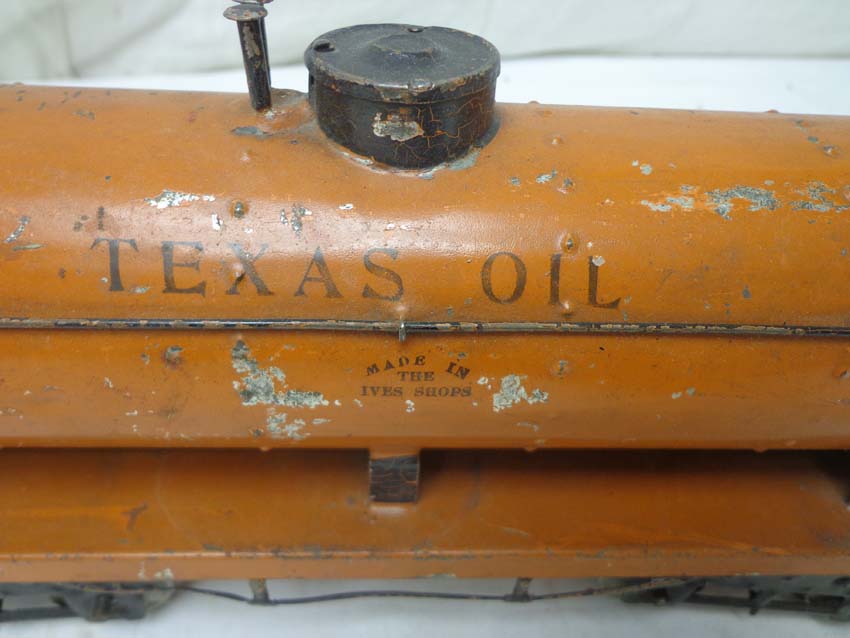 TEXAS OIL
MADE IN
THE
IVES SHOPS